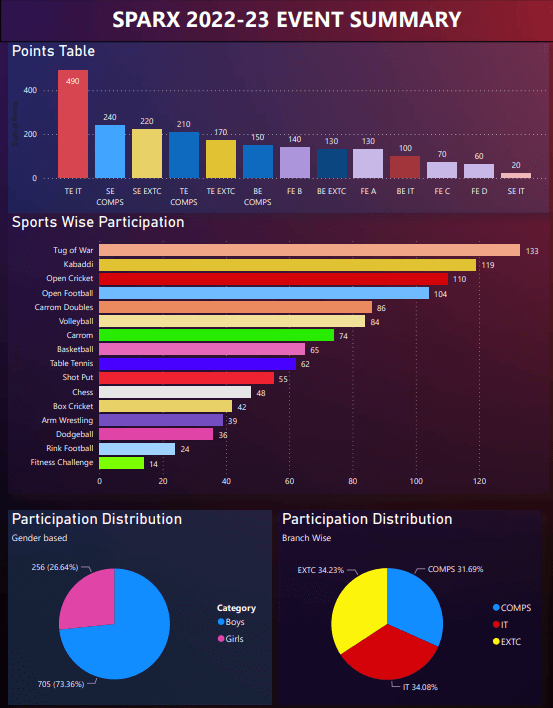 SPARX 2022-23 EVENT SUMMARY
Points Table
400
200
0
490
240
220
210
170
150
140
130
130
100
70
60
20
TE IT
SE COMPS
SE EXTC
TE COMPS
TE EXTC
BE COMPS
FE B
BE EXTC
FE A
BE IT
FE C
FE D
SE IT
Sports Wise Participation
Tug of War 133
Kabaddi 119
Open Cricket 110
Open Football 104
Carrom Doubles 86
Volleyball 84
Carrom 74
Basketball 65
Table Tennis 62
Shot Put 55
Chess 48
Box Cricket 42
Arm Wrestling 39
Dodgeball 36
Rink Football 24
Fitness Challenge 14
0 20 40 60 80 100 120
Participation Distribution
Gender based
256 (26.64%)
705 (73.36%)
Category
Boys
Girls
Participation Distribution
Branch Wise
EXTC 34.23%
COMPS 31.69%
IT 34.08%
COMPS
IT
EXTC